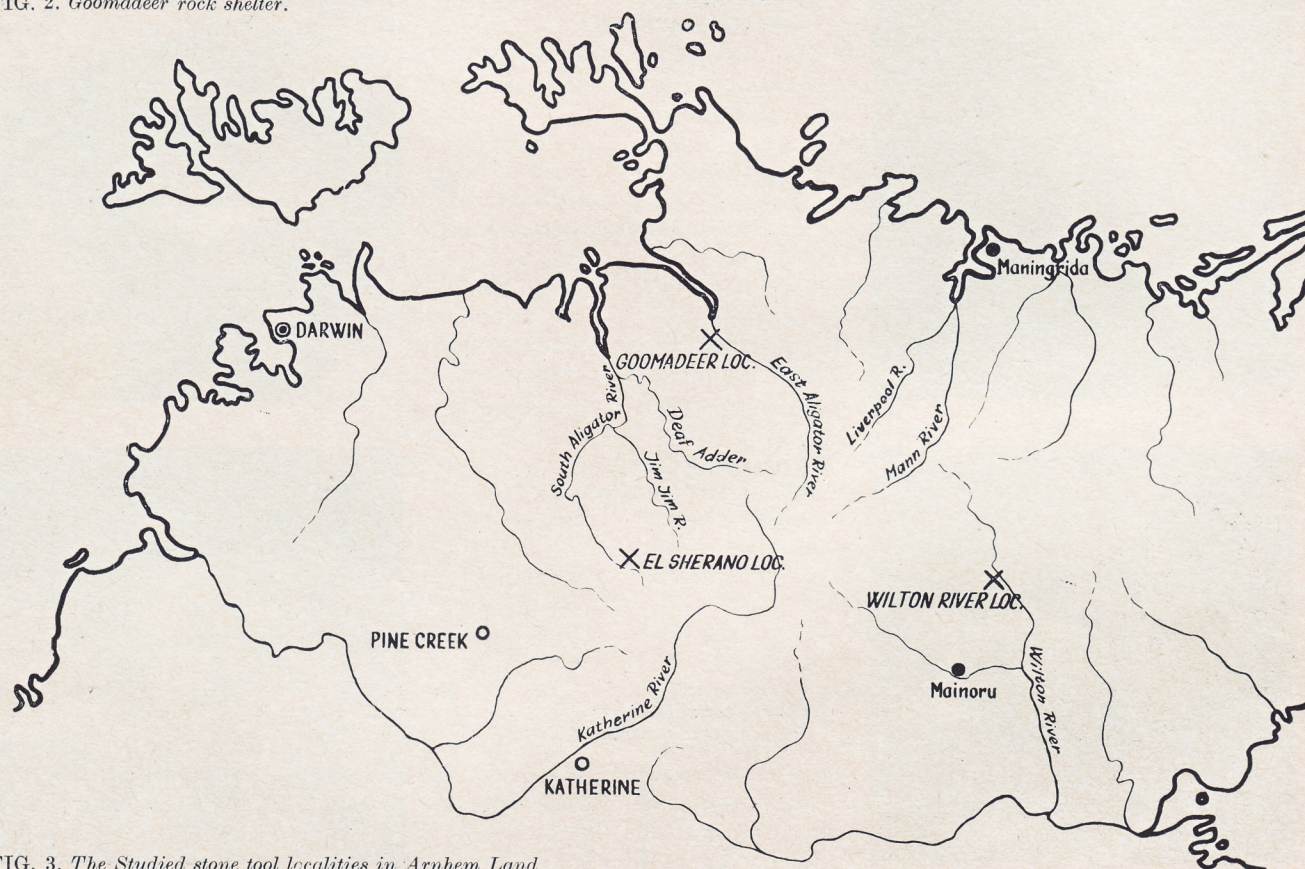 FIG. 2. Goomadeer rock shelter.
Maningrida
DARWIN
GOOMADEER LOC.
East Aligator River
Liverpool R.
Mann River
South Aligator River
Deaf Adder
Jim Jim R.
EL SHERANO LOC.
WILTON RIVER LOC.
PINE CREEK
Mainoru
Wilton River
Katherine River
KATHERINE
FIG. 3. The Studied stone tool localities in Arnhem Land